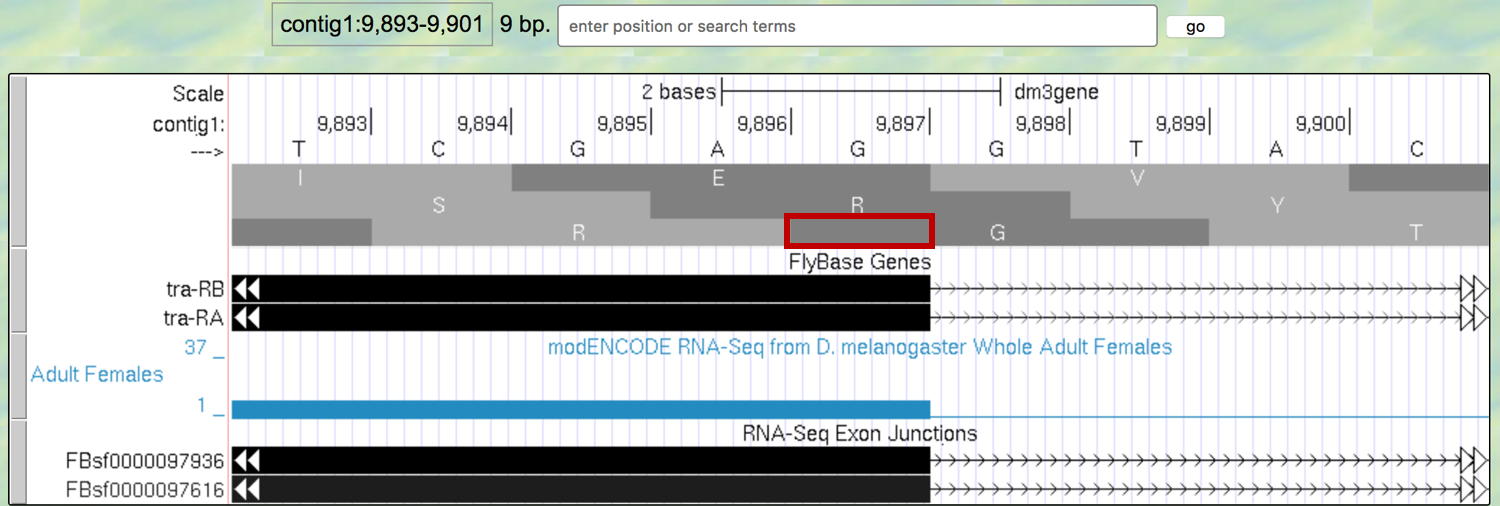 contig1:9,893-9,901 9 bp. enter position or search terms go
Scale 2 bases dm3gene
contig1: 9,893 9,894 9,895 9,896 9,897 9,898 9,899 9,900
---> T C G A G G T A C
I E V
S R Y
R G T
FlyBase Genes
tra-RB
tra-RA
37 _ modENCODE RNA-Seq from D. melanogaster Whole Adult Females
Adult Females
1 _
RNA-Seq Exon Junctions
FBsf0000097936
FBsf0000097616